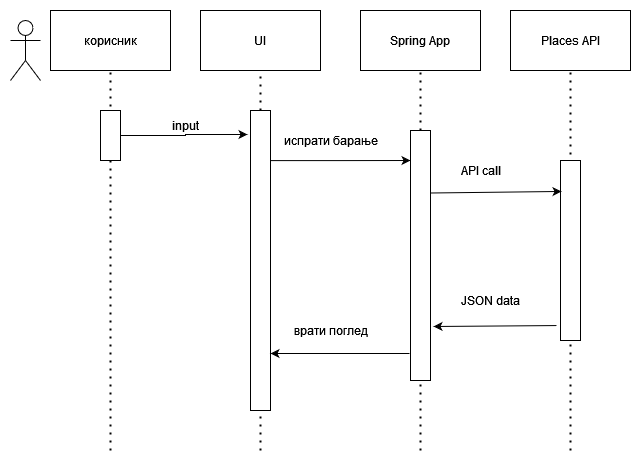 корисник
UI
Spring App
Places API
input
испрати барање
API call
JSON data
врати поглед